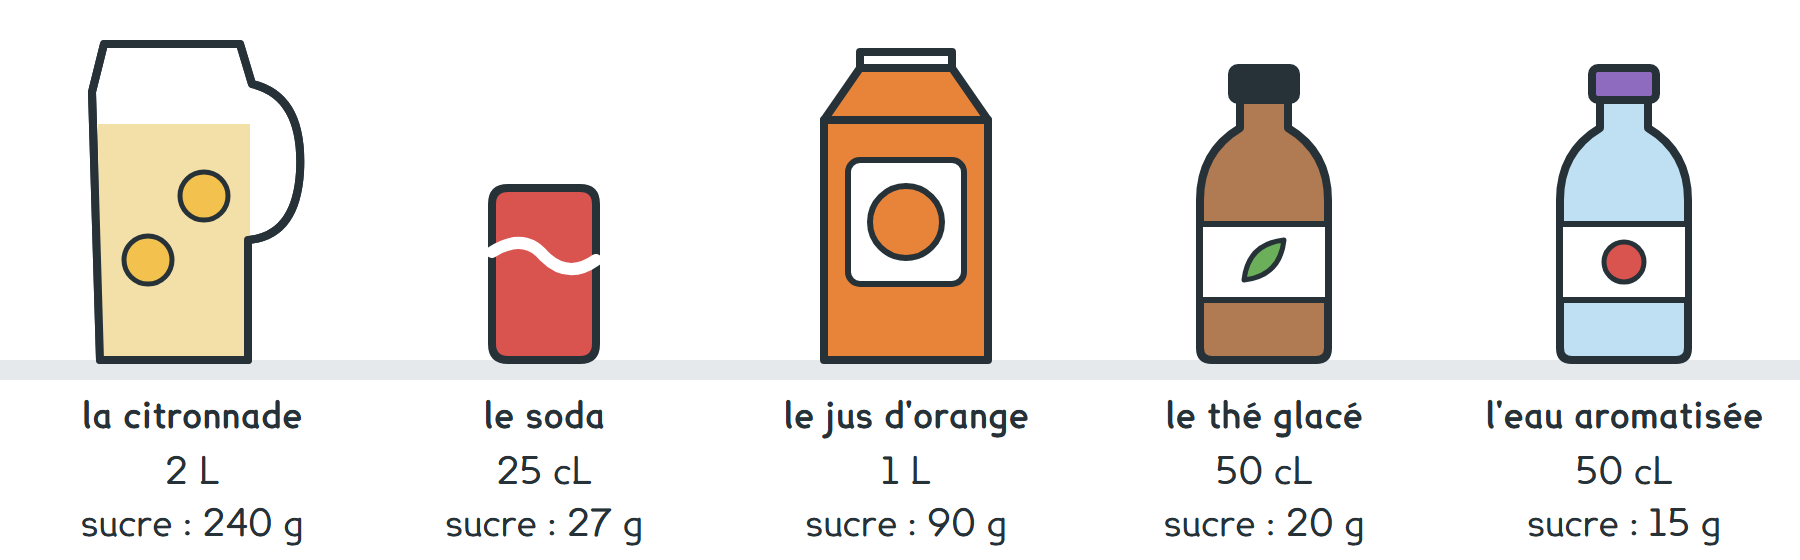 la citronnade
2 L
sucre : 240 g
le soda
25 cL
sucre : 27 g
le jus d'orange
1 L
sucre : 90 g
le thé glacé
50 cL
sucre : 20 g
l'eau aromatisée
50 cL
sucre : 15 g